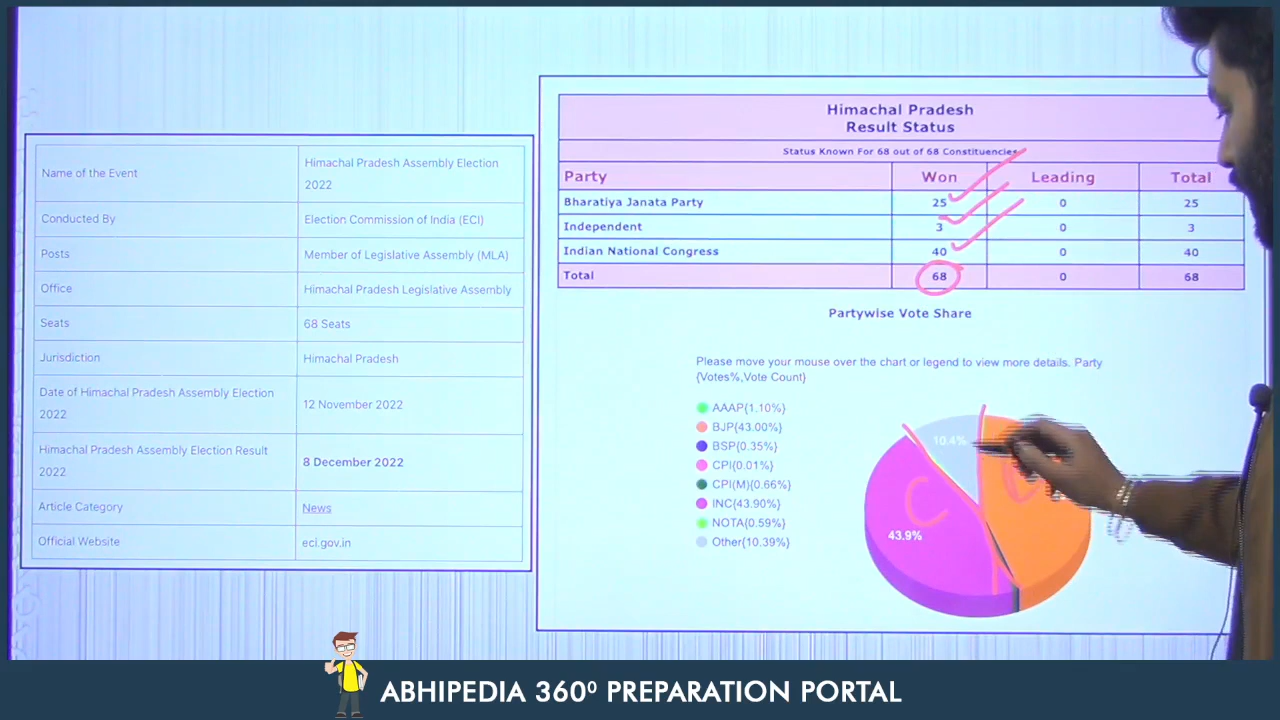 Name of the Event
Himachal Pradesh Assembly Election
2022
Conducted By
Election Commission of India (ECI)
Posts
Member of Legislative Assembly (MLA)
Office
Himachal Pradesh Legislative Assembly
Seats
68 Seats
Jurisdiction
Himachal Pradesh
Date of Himachal Pradesh Assembly Election
2022
12 November 2022
Himachal Pradesh Assembly Election Result
2022
8 December 2022
Article Category
News
Official Website
eci.gov.in
Himachal Pradesh
Result Status
Status Known For 68 out of 68 Constituencies
Party Won Leading Total
Bharatiya Janata Party 25 0 25
Independent 3 0 3
Indian National Congress 40 0 40
Total 68 0 68
Partywise Vote Share
Please move your mouse over the chart or legend to view more details. Party
{Votes%,Vote Count}
AAAP{1.10%}
BJP{43.00%}
BSP{0.35%}
CPI{0.01%}
CPI(M){0.66%}
INC{43.90%}
NOTA{0.59%}
Other{10.39%}
10.4%
C
43.9%
ABHIPEDIA 360⁰ PREPARATION PORTAL